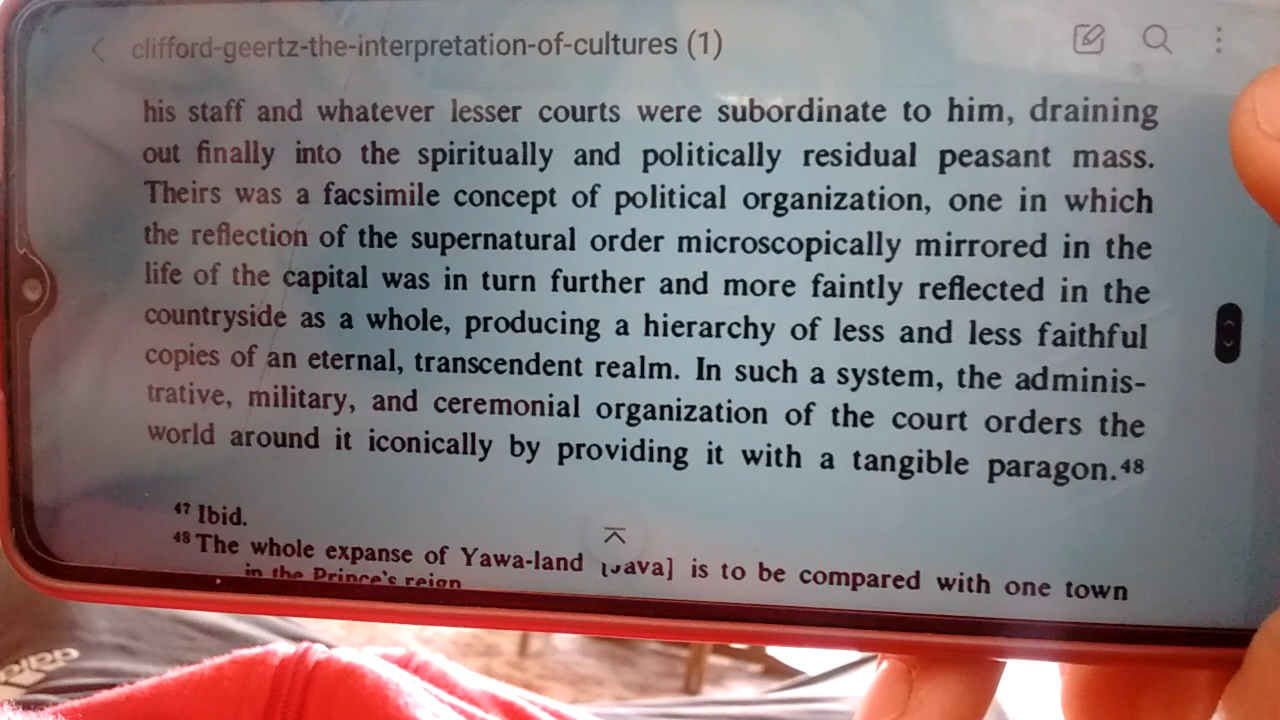 clifford-geertz-the-interpretation-of-cultures (1)
his staff and whatever lesser courts were subordinate to him, draining
out finally into the spiritually and politically residual peasant mass.
Theirs was a facsimile concept of political organization, one in which
the reflection of the supernatural order microscopically mirrored in the
life of the capital was in turn further and more faintly reflected in the
countryside as a whole, producing a hierarchy of less and less faithful
copies of an eternal, transcendent realm. In such a system, the adminis-
trative, military, and ceremonial organization of the court orders the
world around it iconically by providing it with a tangible paragon.48
47 Ibid.
48 The whole expanse of Yawa-land [Java] is to be compared with one town
in the Prince's reign
adidas